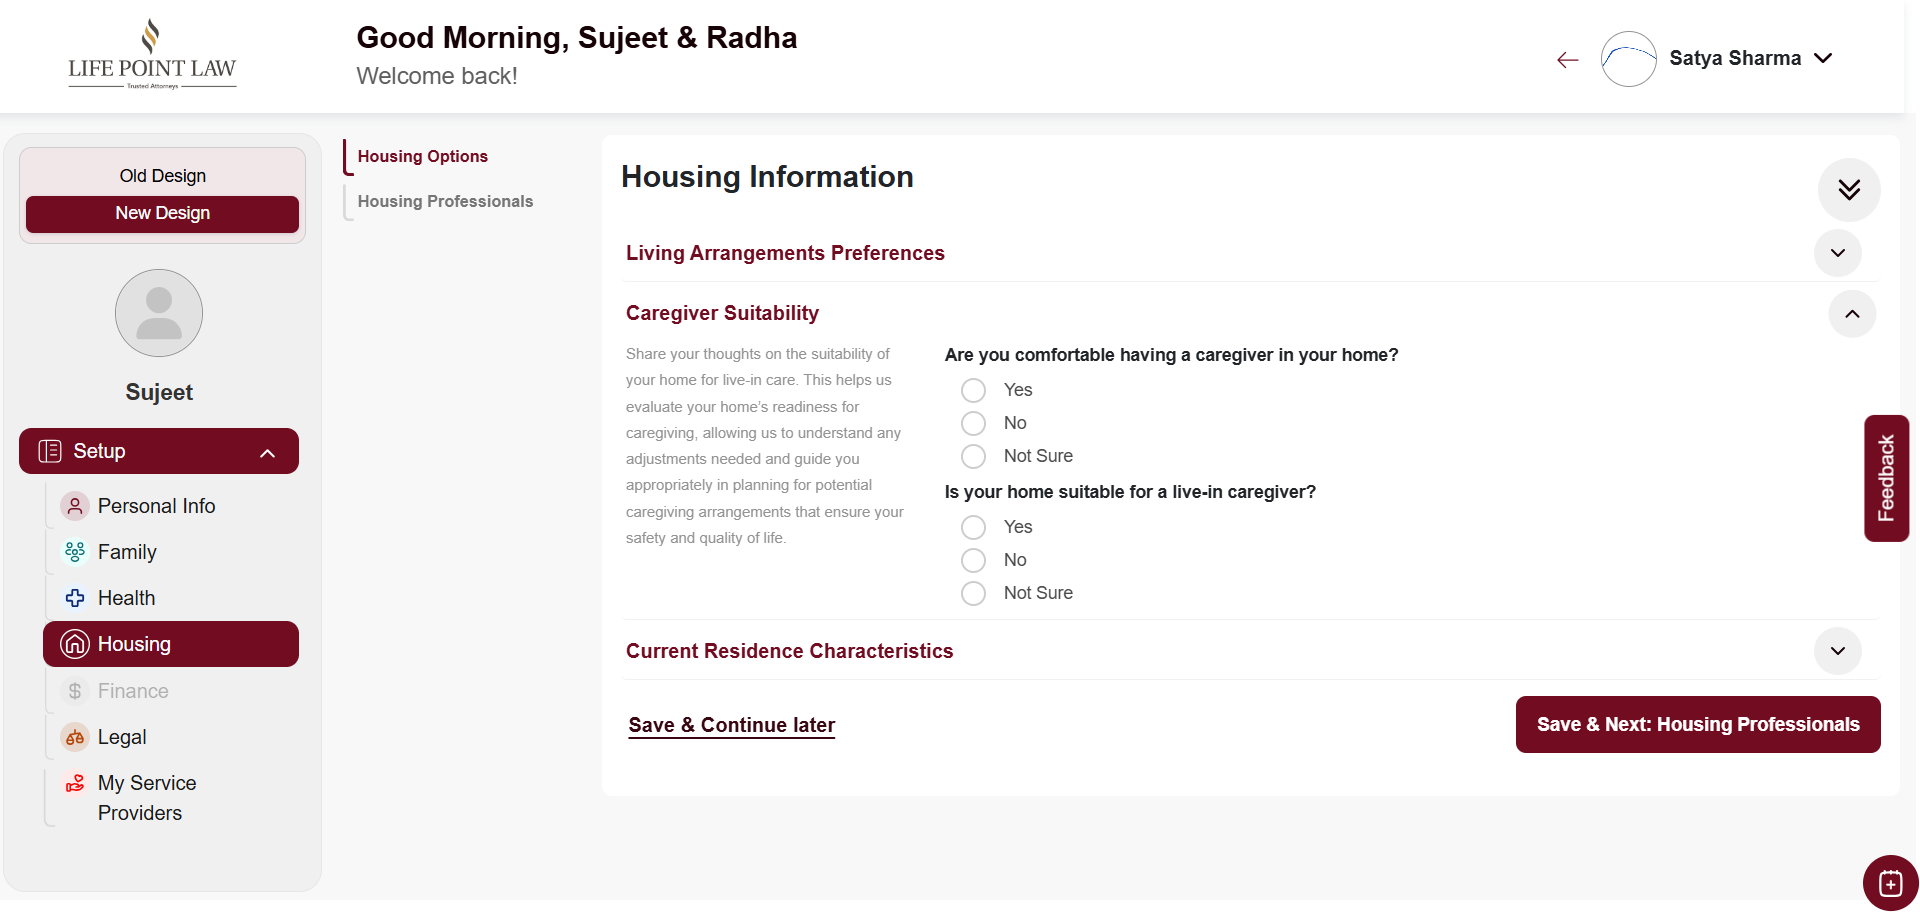 LIFE POINT LAW
Trusted Attorneys
Good Morning, Sujeet & Radha
Welcome back!
Satya Sharma
Old Design
New Design
Sujeet
Setup
Personal Info
Family
Health
Housing
Finance
Legal
My Service
Providers
Housing Options
Housing Professionals
Housing Information
Living Arrangements Preferences
Caregiver Suitability
Share your thoughts on the suitability of
your home for live-in care. This helps us
evaluate your home’s readiness for
caregiving, allowing us to understand any
adjustments needed and guide you
appropriately in planning for potential
caregiving arrangements that ensure your
safety and quality of life.
Are you comfortable having a caregiver in your home?
Yes
No
Not Sure
Is your home suitable for a live-in caregiver?
Yes
No
Not Sure
Current Residence Characteristics
Save & Continue later
Save & Next: Housing Professionals
Feedback